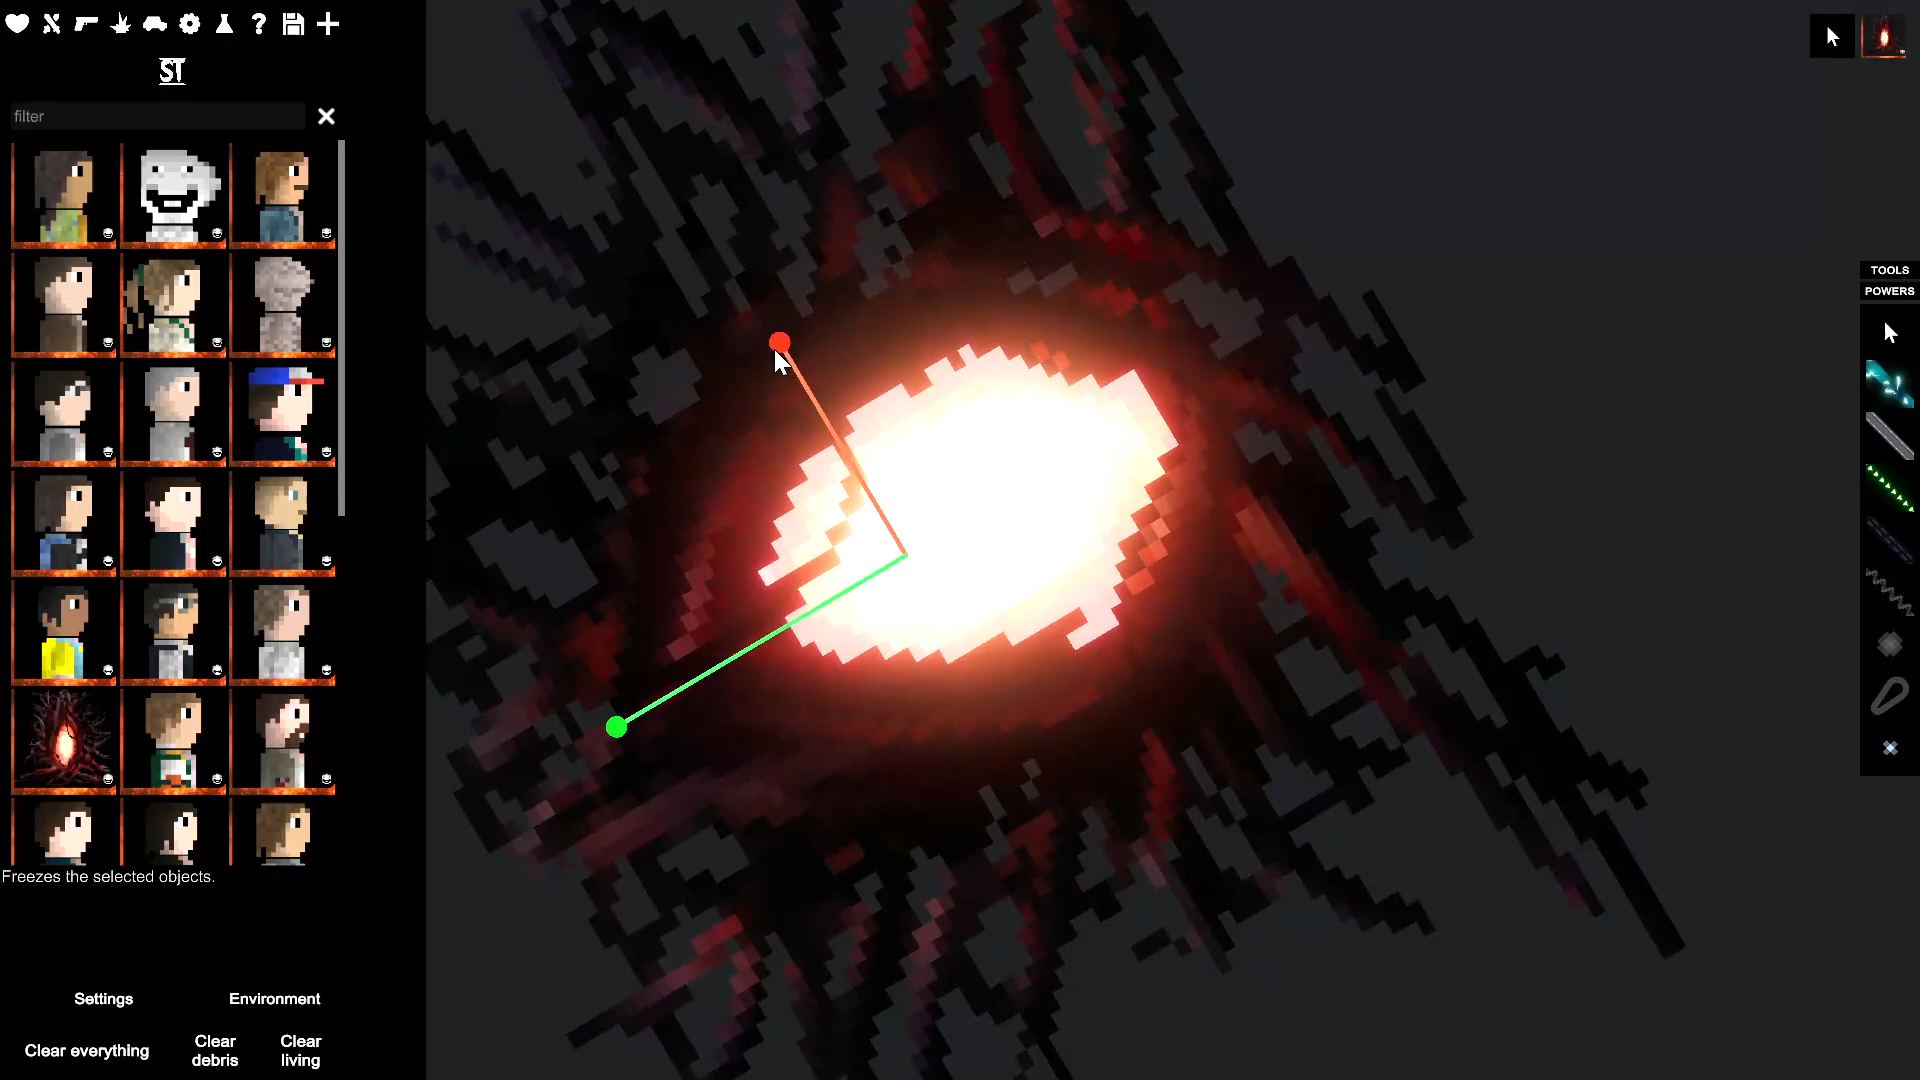 ST
filter
TOOLS
POWERS
Freezes the selected objects.
Settings
Environment
Clear everything
Clear
debris
Clear
living